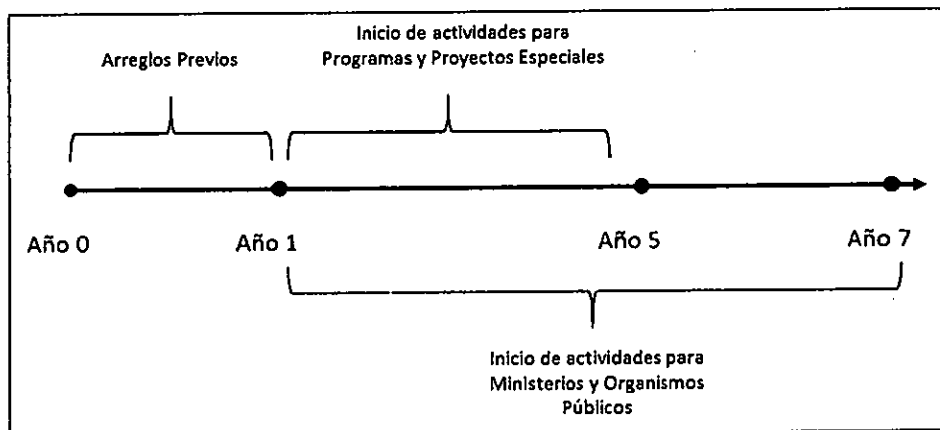 Inicio de actividades para
Programas y Proyectos Especiales
Arreglos Previos
Año 0
Año 1
Año 5
Año 7
Inicio de actividades para
Ministerios y Organismos
Públicos